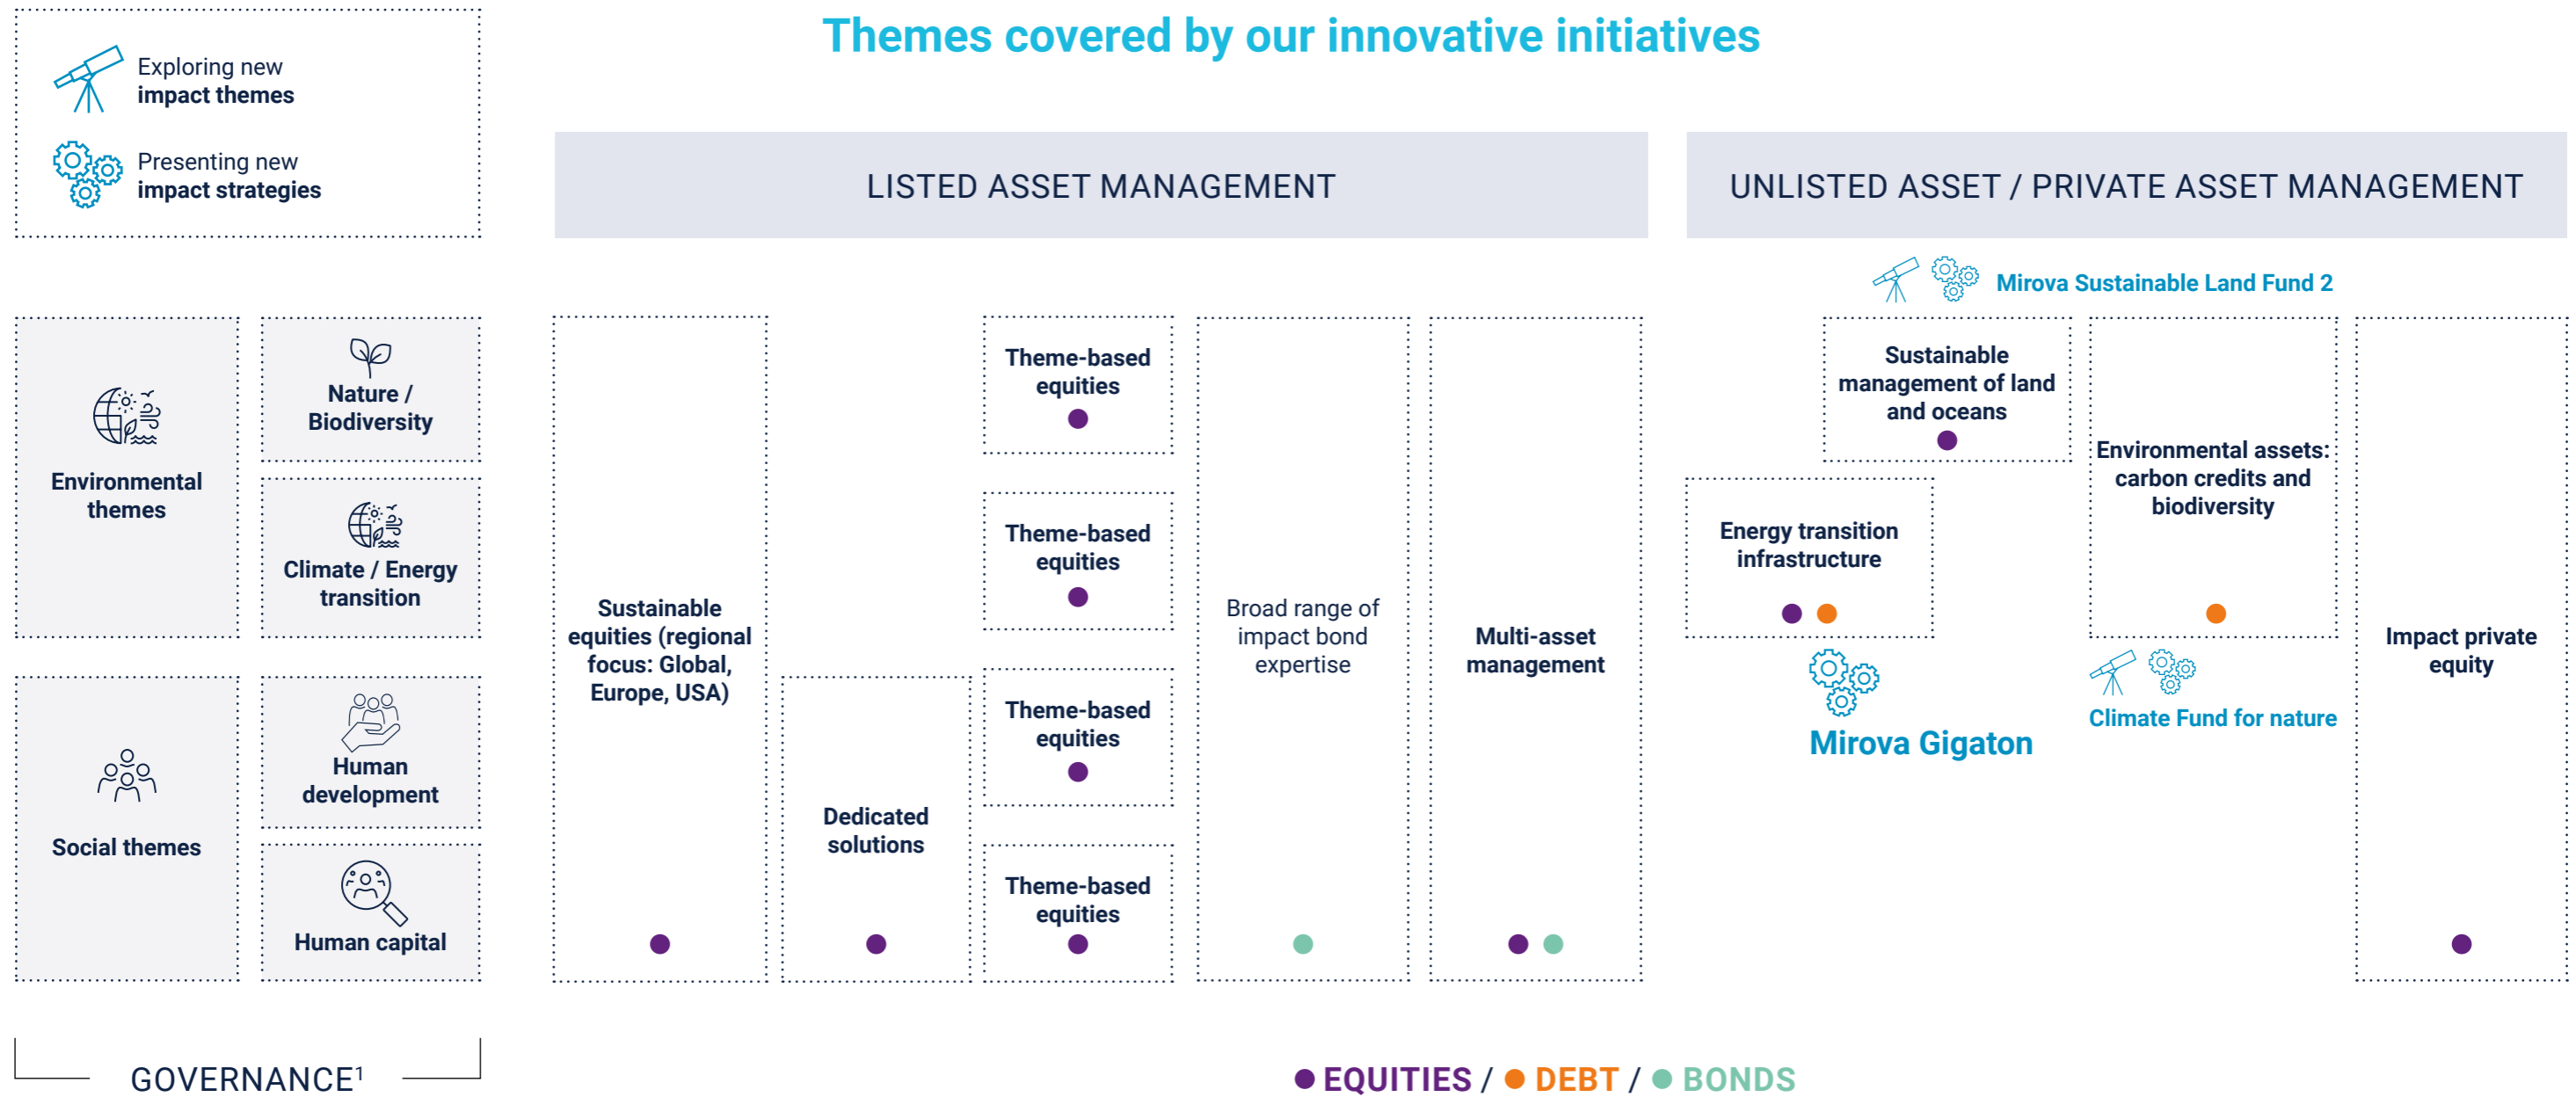 Themes covered by our innovative initiatives
Exploring new
impact themes
Presenting new
impact strategies
LISTED ASSET MANAGEMENT
UNLISTED ASSET / PRIVATE ASSET MANAGEMENT
Environmental
themes
Nature /
Biodiversity
Climate / Energy
transition
Social themes
Human
development
Human capital
GOVERNANCE¹
Sustainable
equities (regional
focus: Global,
Europe, USA)
Dedicated
solutions
Theme-based
equities
Theme-based
equities
Theme-based
equities
Theme-based
equities
Broad range of
impact bond
expertise
Multi-asset
management
Mirova Sustainable Land Fund 2
Sustainable
management of land
and oceans
Energy transition
infrastructure
Mirova Gigaton
Environmental assets:
carbon credits and
biodiversity
Climate Fund for nature
Impact private
equity
EQUITIES / DEBT / BONDS